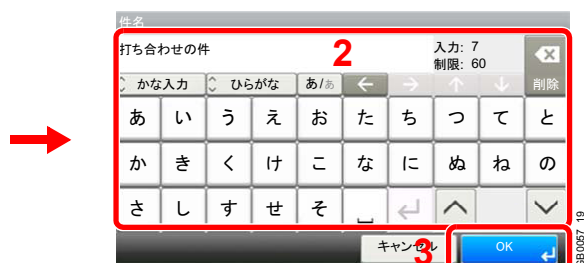 件名
打ち合わせの件
2
入力: 7
制限: 60
かな入力 ひらがな あ/あ ← → ↑ ↓ 削除
あ い う え お た ち つ て と
か き く け こ な に ぬ ね の
さ し す せ そ
キャンセル
3
OK